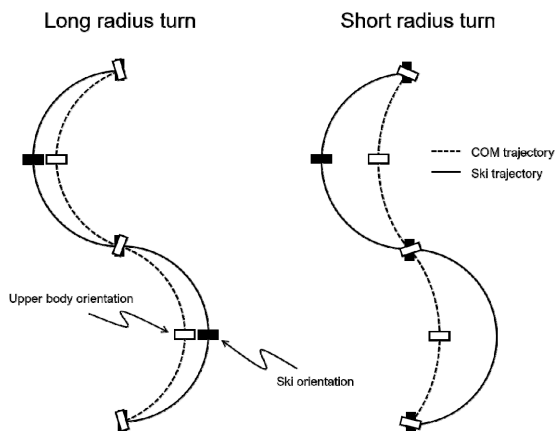 Long radius turn
Short radius turn
COM trajectory
Ski trajectory
Upper body orientation
Ski orientation